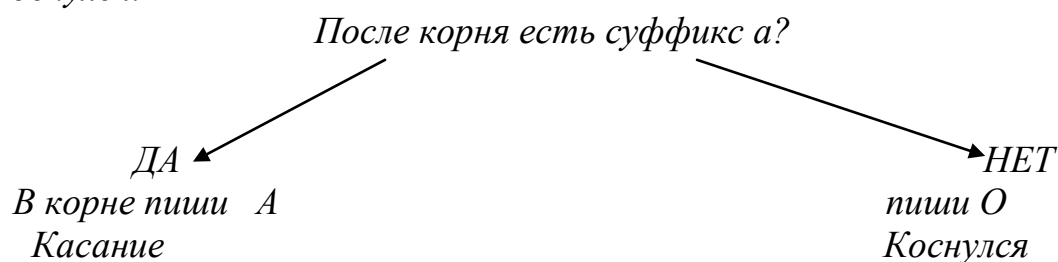 После корня есть суффикс а?
ДА НЕТ
В корне пиши А пиши О
Касание Коснулся